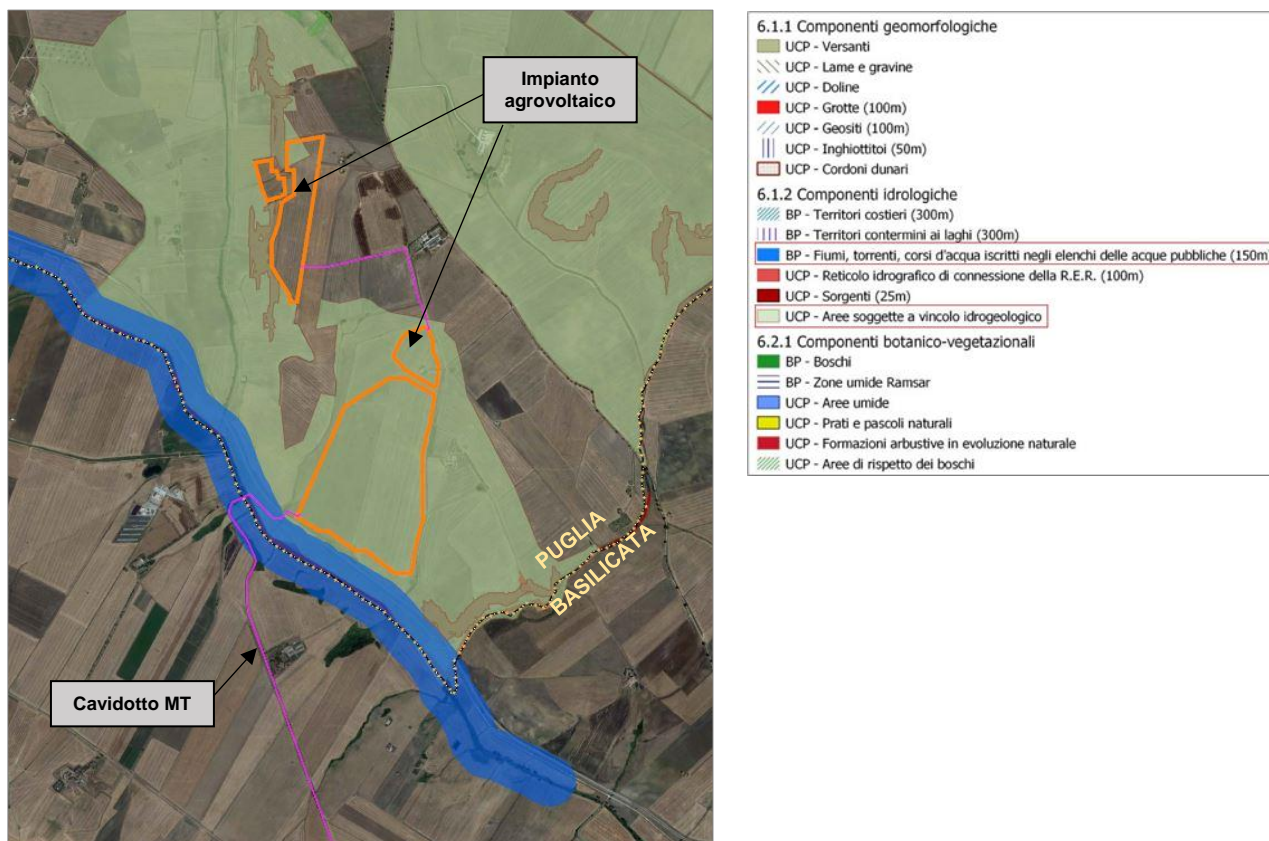 Impianto
agrovoltaico
PUGLIA
BASILICATA
Cavidotto MT
6.1.1 Componenti geomorfologiche
UCP - Versanti
UCP - Lame e gravine
UCP - Doline
UCP - Grotte (100m)
UCP - Geositi (100m)
UCP - Inghiottitoi (50m)
UCP - Cordoni dunari
6.1.2 Componenti idrologiche
BP - Territori costieri (300m)
BP - Territori contermini ai laghi (300m)
BP - Fiumi, torrenti, corsi d'acqua iscritti negli elenchi delle acque pubbliche (150m
UCP - Reticolo idrografico di connessione della R.E.R. (100m)
UCP - Sorgenti (25m)
UCP - Aree soggette a vincolo idrogeologico
6.2.1 Componenti botanico-vegetazionali
BP - Boschi
BP - Zone umide Ramsar
UCP - Aree umide
UCP - Prati e pascoli naturali
UCP - Formazioni arbustive in evoluzione naturale
UCP - Aree di rispetto dei boschi